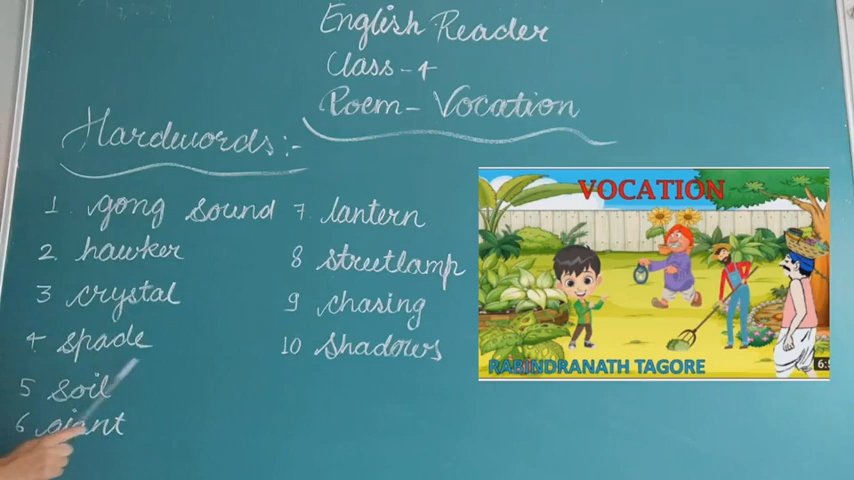 English Reader
Class - 4
Poem - Vocation
Hardwords:-
1. gong sound
2 hawker
3 crystal
4 spade
5 soil
6 giant
7. lantern
8 streetlamp
9 chasing
10 shadows
VOCATION
RABINDRANATH TAGORE